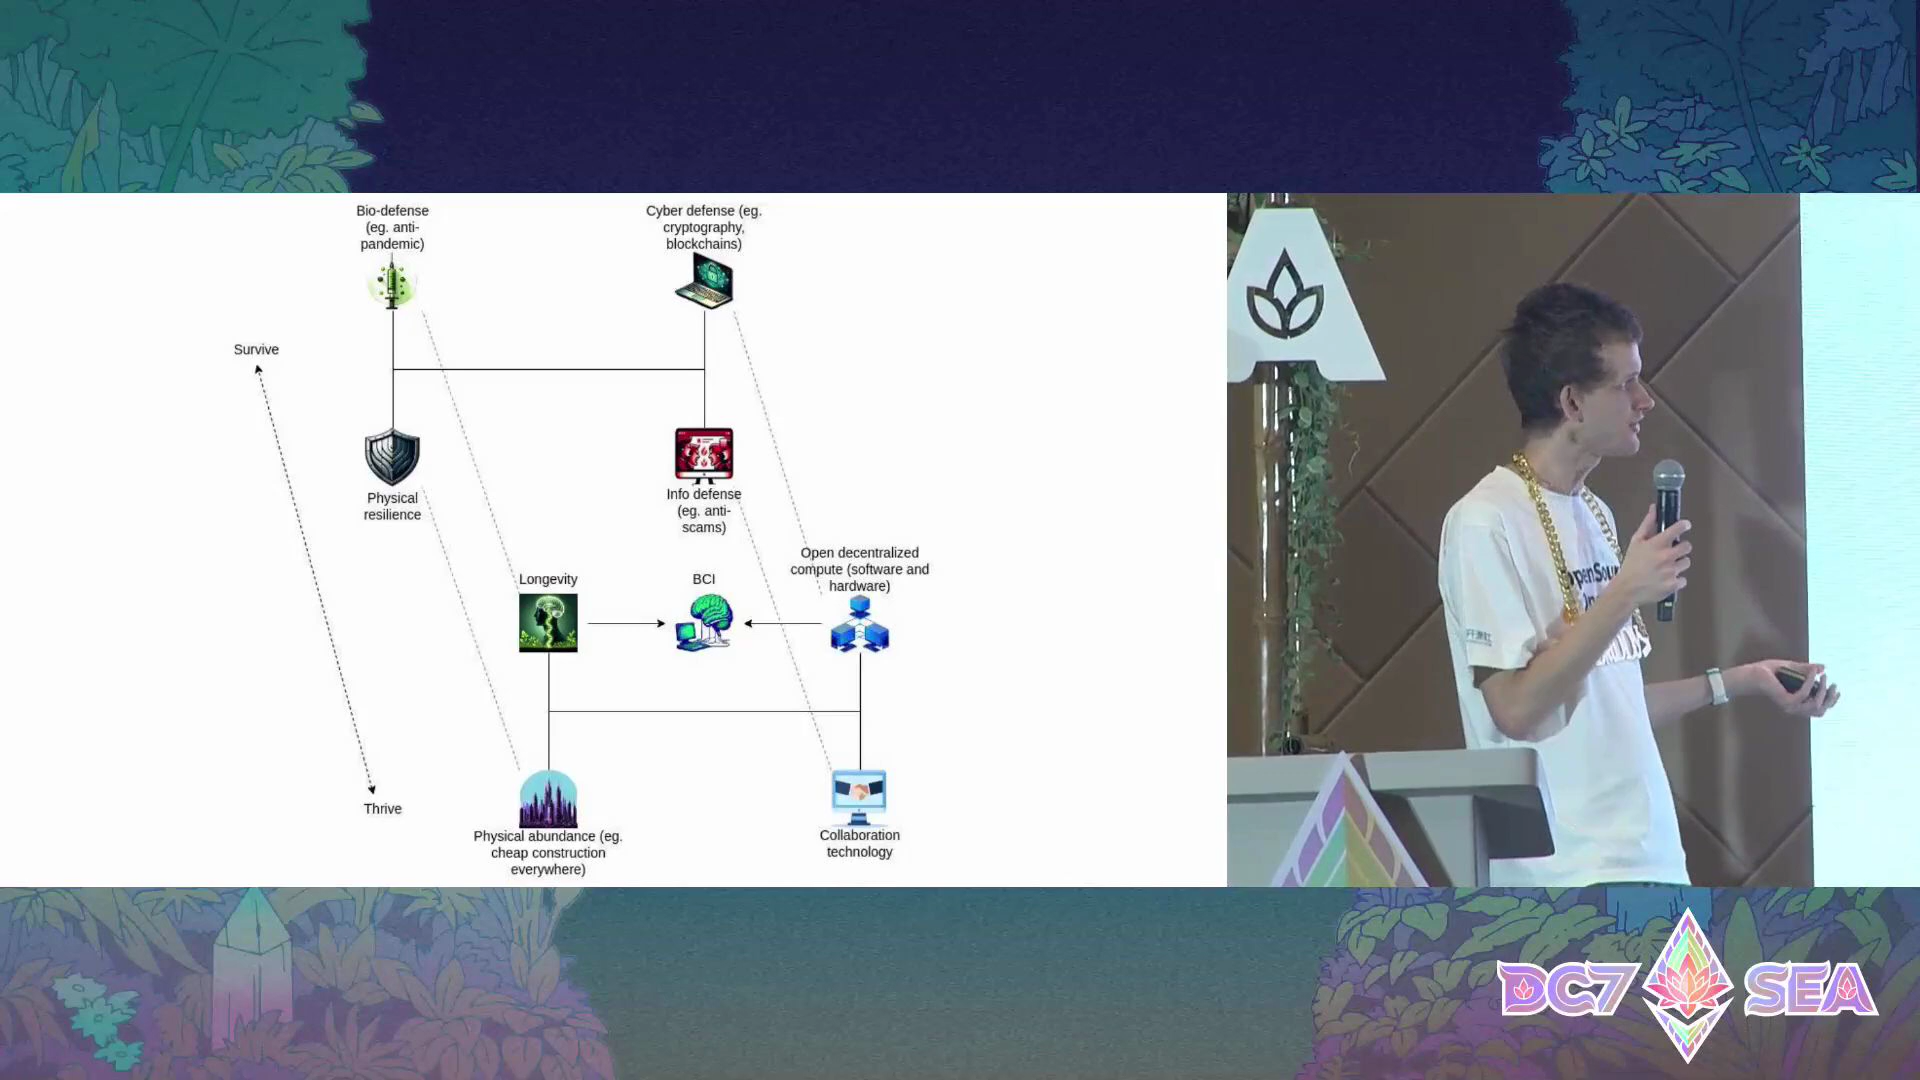 Bio-defense
(eg. anti-
pandemic)
Cyber defense (eg.
cryptography,
blockchains)
Survive
Physical
resilience
Info defense
(eg. anti-
scams)
Longevity
BCI
Open decentralized
compute (software and
hardware)
Thrive
Physical abundance (eg.
cheap construction
everywhere)
Collaboration
technology
DC7 SEA